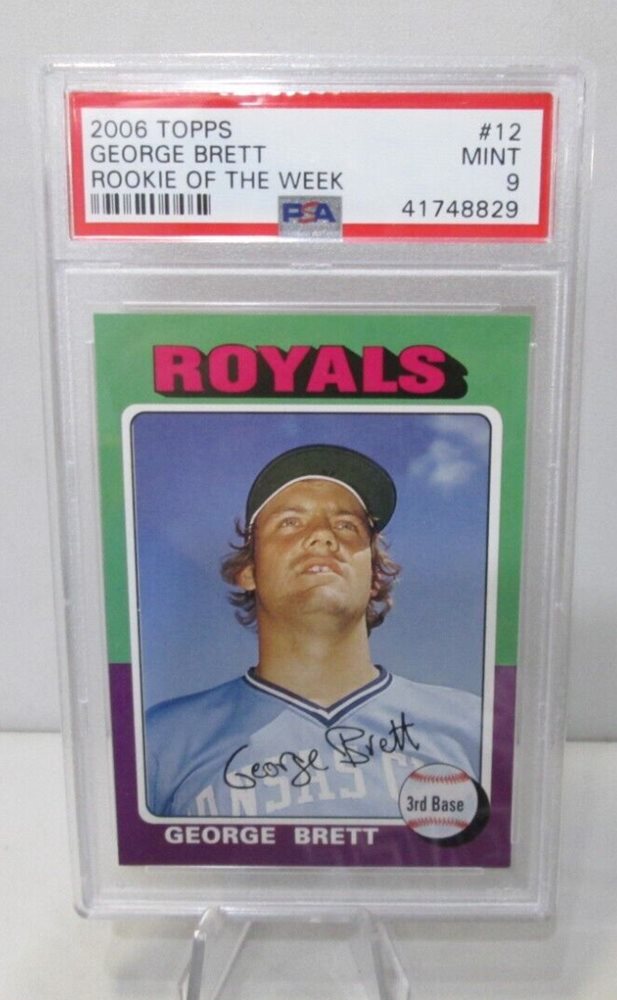 2006 TOPPS #12
GEORGE BRETT MINT
ROOKIE OF THE WEEK 9
PSA 41748829
ROYALS
George Brett
KANSAS C
3rd Base
GEORGE BRETT